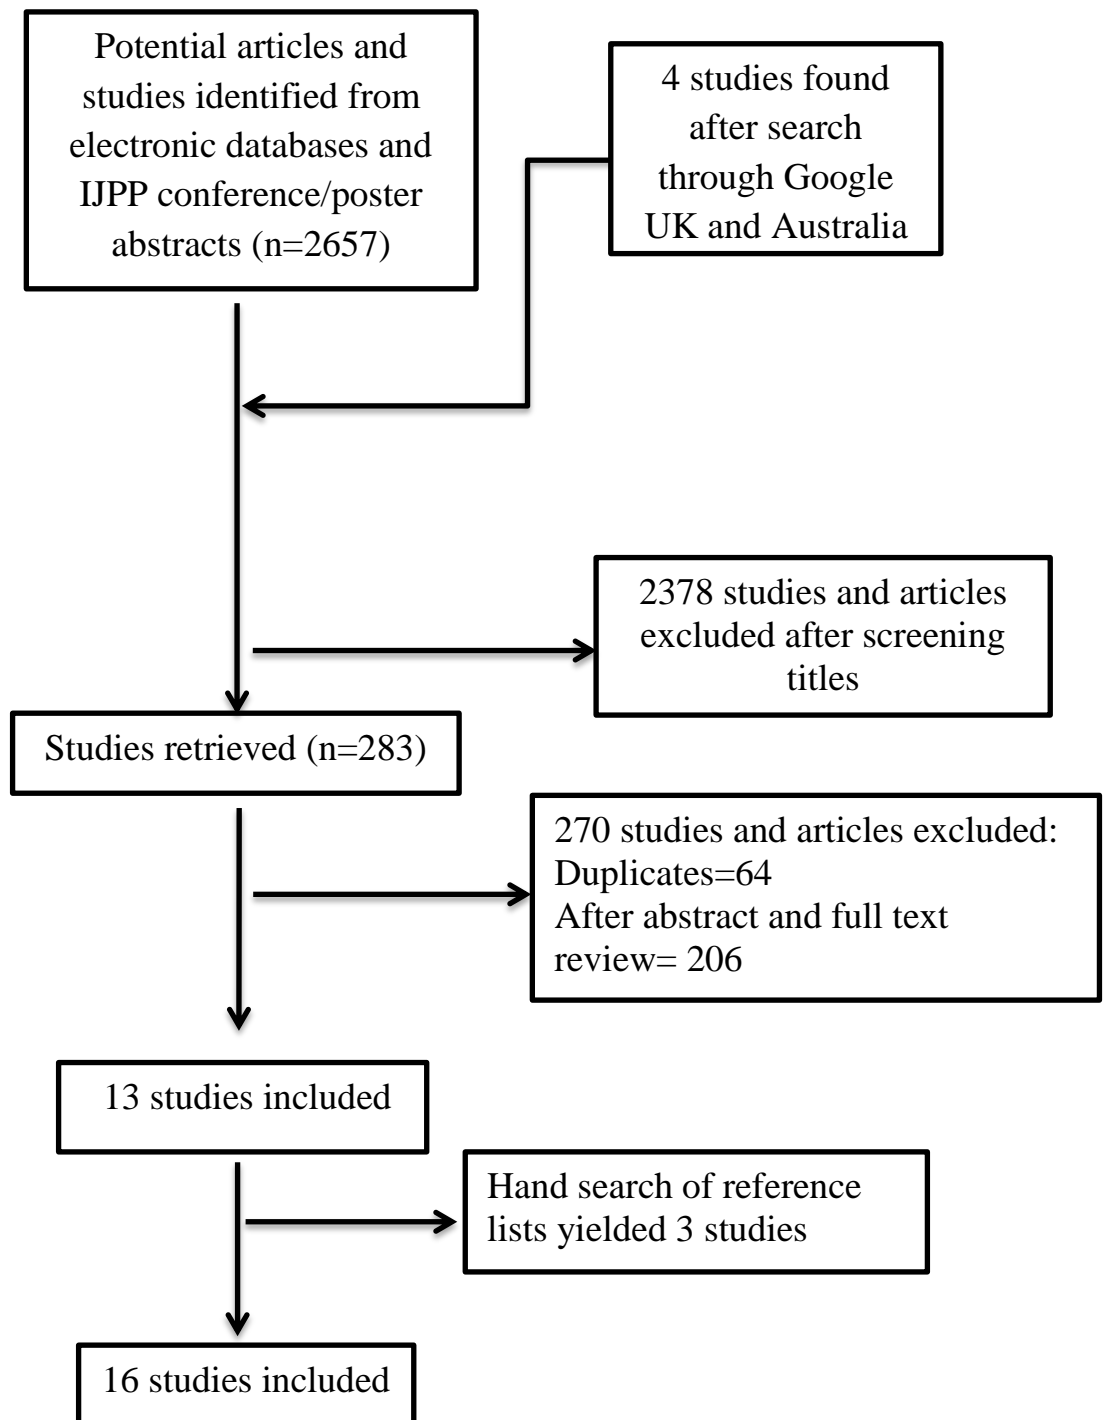 Potential articles and
studies identified from
electronic databases and
IJPP conference/poster
abstracts (n=2657)
4 studies found
after search
through Google
UK and Australia
2378 studies and articles
excluded after screening
titles
Studies retrieved (n=283)
270 studies and articles excluded:
Duplicates=64
After abstract and full text
review= 206
13 studies included
Hand search of reference
lists yielded 3 studies
16 studies included